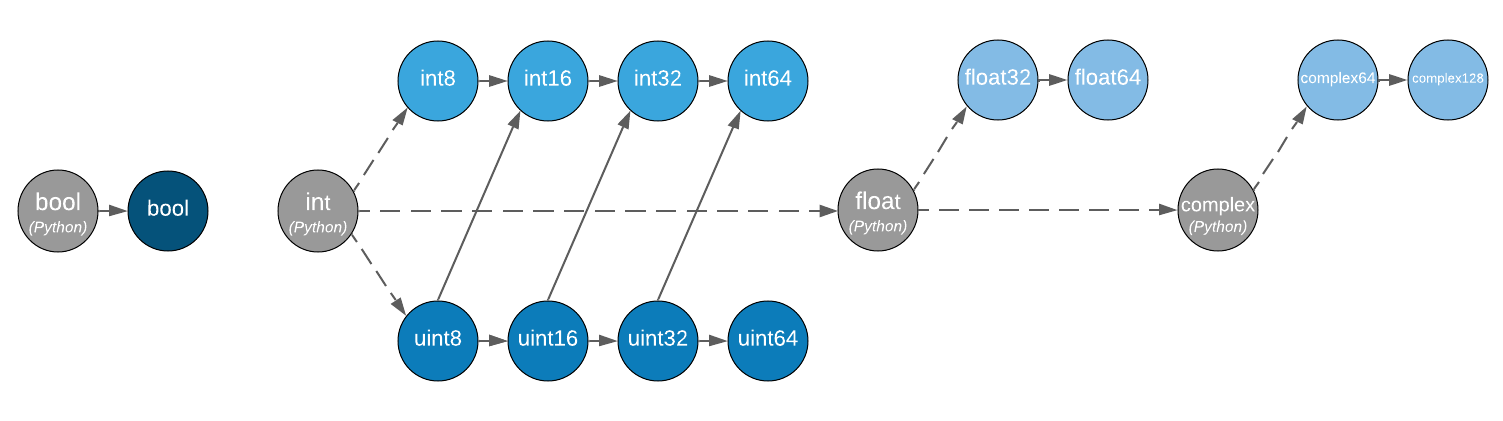 int8
int16
int32
int64
float32
float64
complex64
complex128
bool
(Python)
bool
int
(Python)
float
(Python)
complex
(Python)
uint8
uint16
uint32
uint64